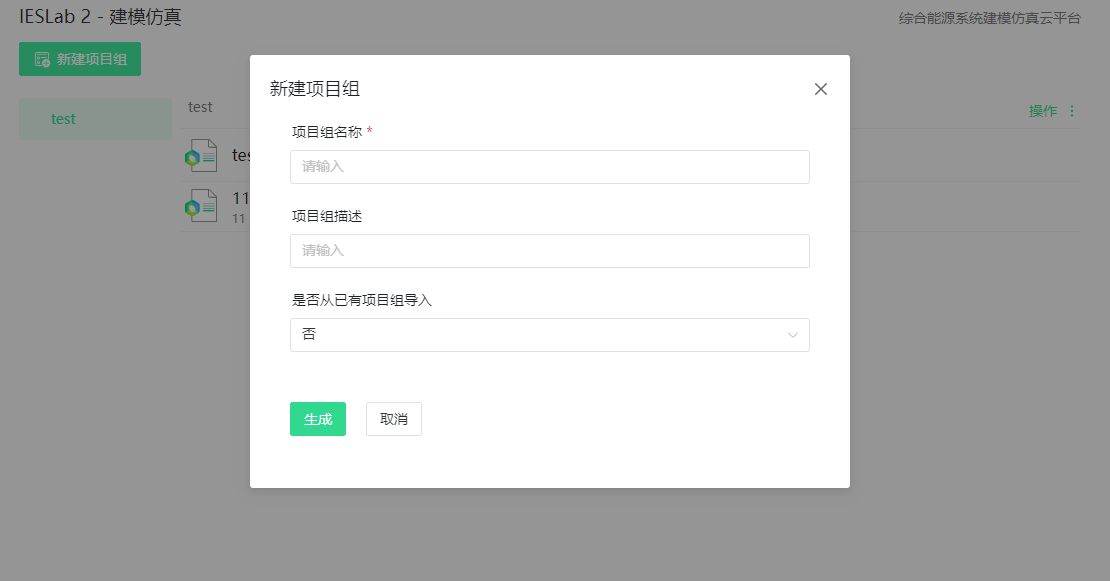 IESLab 2 - 建模仿真
综合能源系统建模仿真云平台
新建项目组
test
test
操作
11
11
新建项目组
项目组名称 *
请输入
项目组描述
请输入
是否从已有项目组导入
否
生成
取消